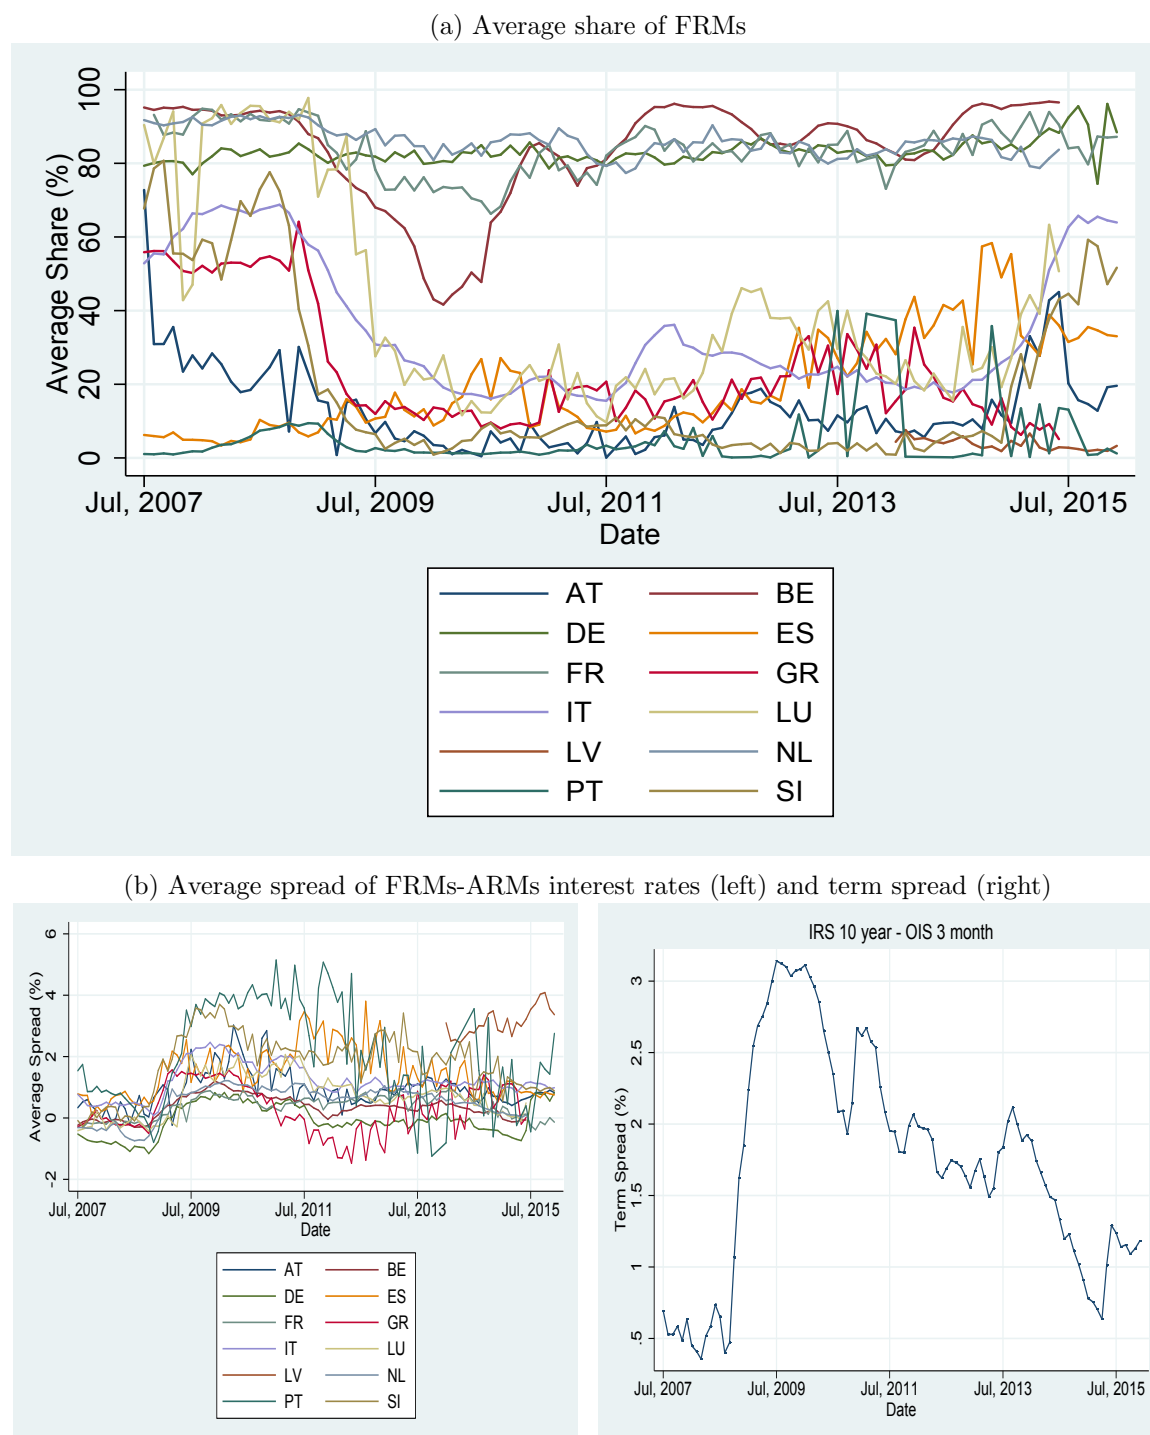 (a) Average share of FRMs
Average Share (%)
100
80
60
40
20
0
Jul, 2007 Jul, 2009 Jul, 2011 Jul, 2013 Jul, 2015
Date
AT BE
DE ES
FR GR
IT LU
LV NL
PT SI
(b) Average spread of FRMs-ARMs interest rates (left) and term spread (right)
Average Spread (%)
6
4
2
0
-2
Jul, 2007 Jul, 2009 Jul, 2011 Jul, 2013 Jul, 2015
Date
AT BE
DE ES
FR GR
IT LU
LV NL
PT SI
IRS 10 year - OIS 3 month
Term Spread (%)
3
2.5
2
1.5
1
.5
Jul, 2007 Jul, 2009 Jul, 2011 Jul, 2013 Jul, 2015
Date